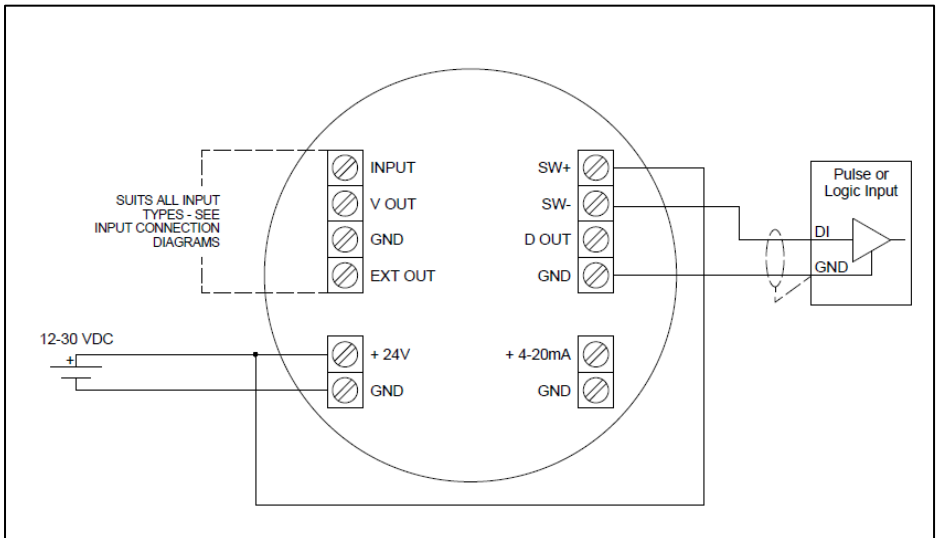 INPUT
V OUT
GND
EXT OUT
SUITS ALL INPUT
TYPES - SEE
INPUT CONNECTION
DIAGRAMS
SW+
SW-
D OUT
GND
Pulse or
Logic Input
DI
GND
12-30 VDC
+
+ 24V
GND
+ 4-20mA
GND